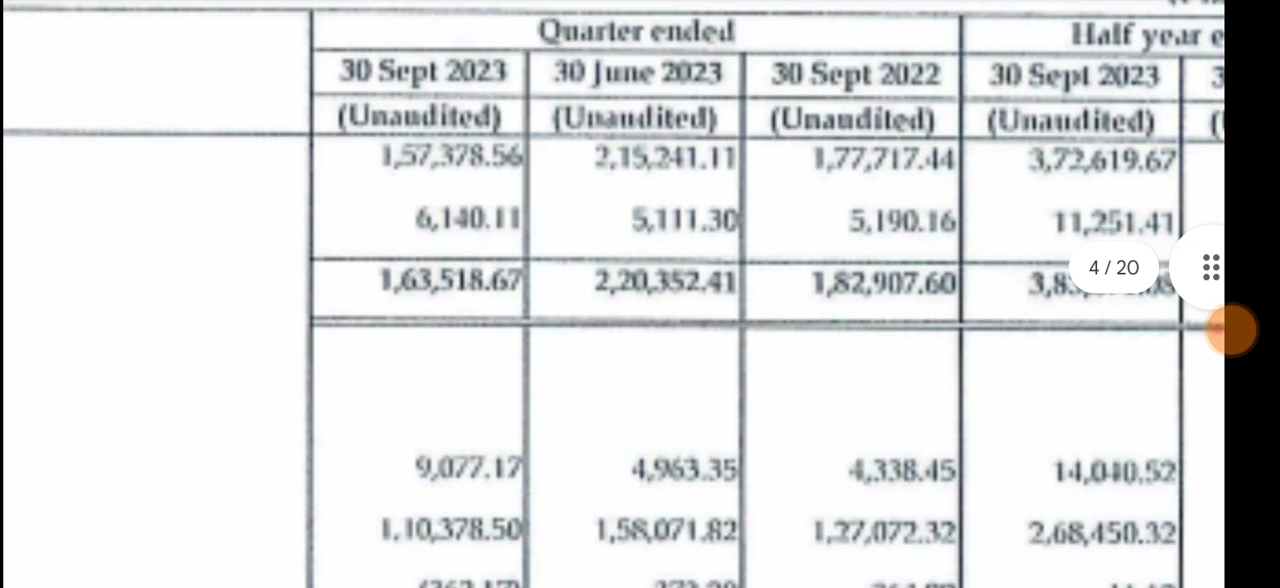 Quarter ended Half year e
30 Sept 2023 30 June 2023 30 Sept 2022 30 Sept 2023 3
(Unaudited) (Unaudited) (Unaudited) (Unaudited) (
1,57,378.56 2,15,241.11 1,77,717.44 3,72,619.67
6,140.11 5,111.30 5,190.16 11,251.41
4 / 20
1,63,518.67 2,20,352.41 1,82,907.60
9,077.17 4,963.35 4,338.45 14,040.52
1,10,378.50 1,58,071.82 1,27,072.32 2,68,450.32